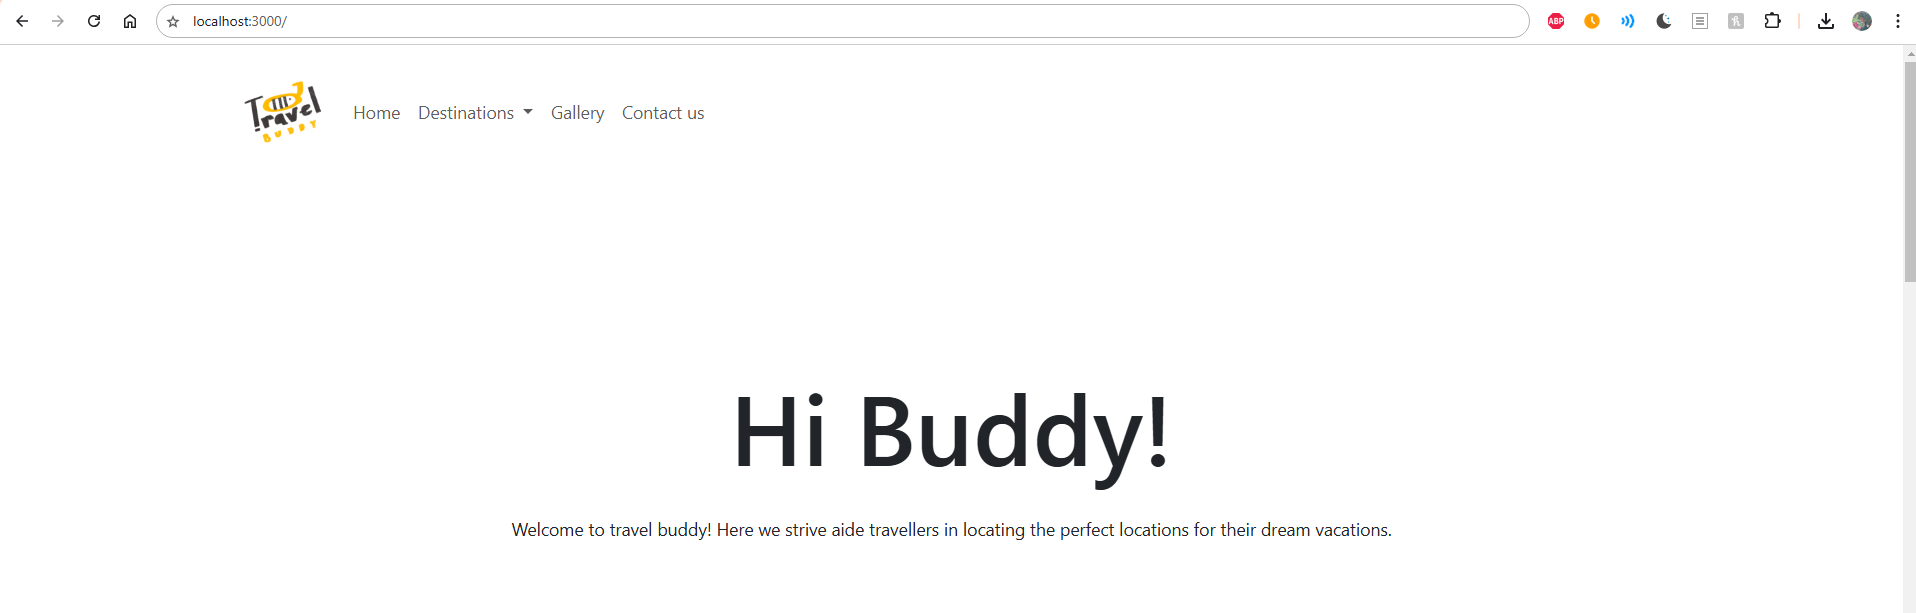 localhost:3000/
ABP
Travel
BUDDY
Home Destinations Gallery Contact us
Hi Buddy!
Welcome to travel buddy! Here we strive aide travellers in locating the perfect locations for their dream vacations.